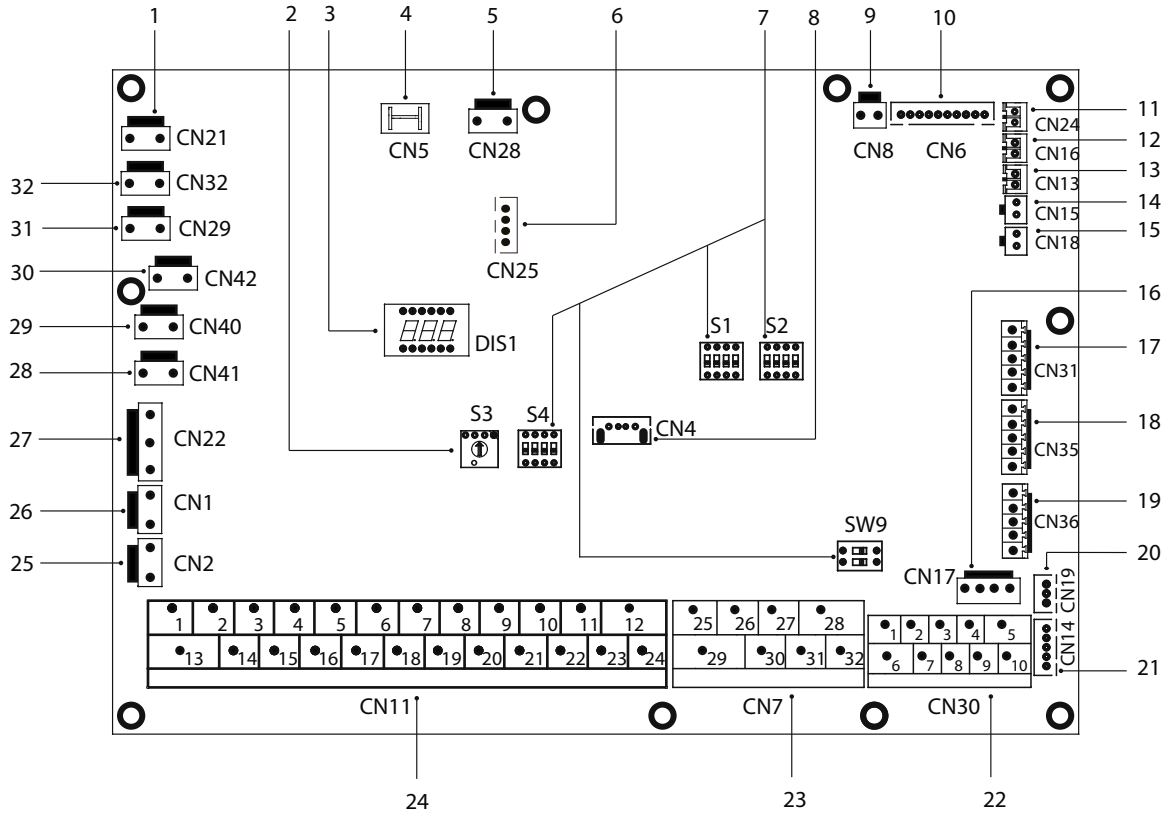 1 2 3 4 5 6 7 8 9 10
CN21
CN5
CN28
CN8
CN6
CN24
11
CN16
12
CN13
13
CN15
14
CN18
15
32
CN32
31
CN29
30
CN42
29
CN40
28
CN41
27
CN22
26
CN1
25
CN2
CN25
DIS1
S1 S2
S3 S4
CN4
SW9
16
CN31
17
CN35
18
CN36
19
CN17
CN19
20
CN14
21
1 2 3 4 5 6 7 8 9 10 11 12
13 14 15 16 17 18 19 20 21 22 23 24
25 26 27 28
29 30 31 32
1 2 3 4 5
6 7 8 9 10
CN11 CN7 CN30
24 23 22